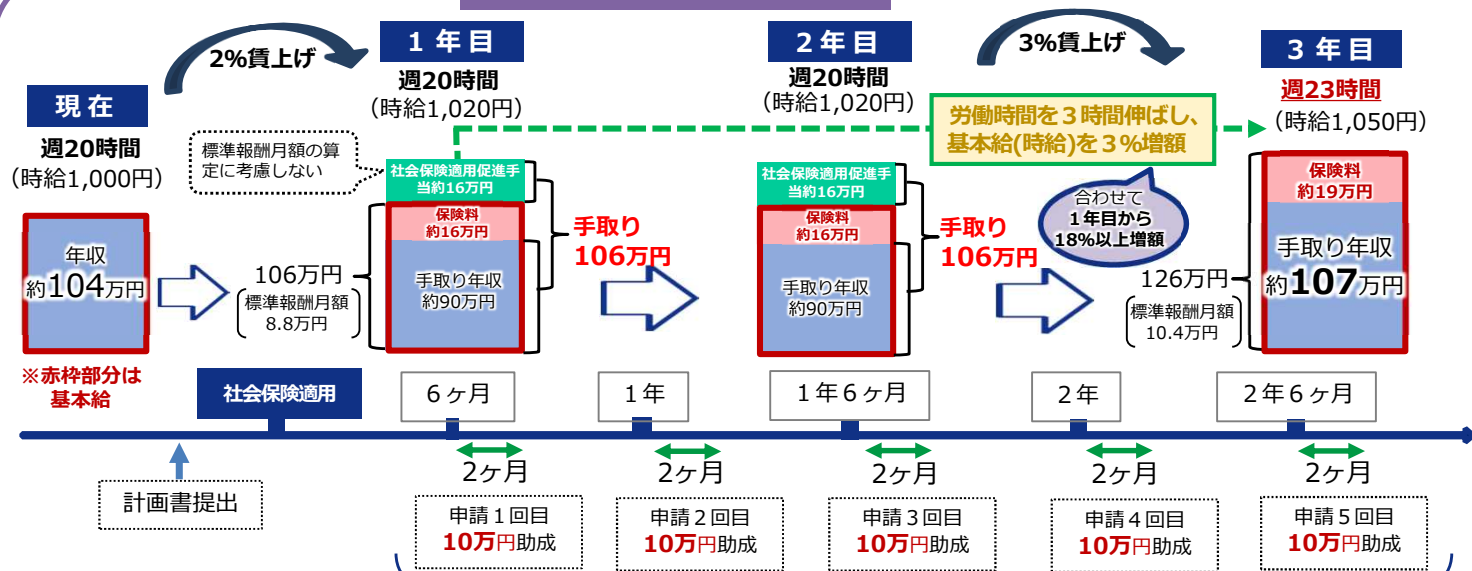 現在
週20時間
（時給1,000円）
年収
約104万円
※赤枠部分は
基本給
2%賃上げ
標準報酬月額の算
定に考慮しない
1年目
週20時間
（時給1,020円）
社会保険適用促進手
当約16万円
保険料
約16万円
手取り年収
約90万円
106万円
標準報酬月額
8.8万円
手取り
106万円
2年目
週20時間
（時給1,020円）
社会保険適用促進手
当約16万円
保険料
約16万円
手取り年収
約90万円
手取り
106万円
3%賃上げ
労働時間を３時間伸ばし、
基本給(時給)を３%増額
合わせて
１年目から
18%以上増額
126万円
標準報酬月額
10.4万円
3年目
週23時間
（時給1,050円）
保険料
約19万円
手取り年収
約107万円
社会保険適用
６ヶ月
１年
１年６ヶ月
２年
２年６ヶ月
計画書提出
2ヶ月
2ヶ月
2ヶ月
2ヶ月
2ヶ月
申請１回目
10万円助成
申請２回目
10万円助成
申請３回目
10万円助成
申請４回目
10万円助成
申請５回目
10万円助成